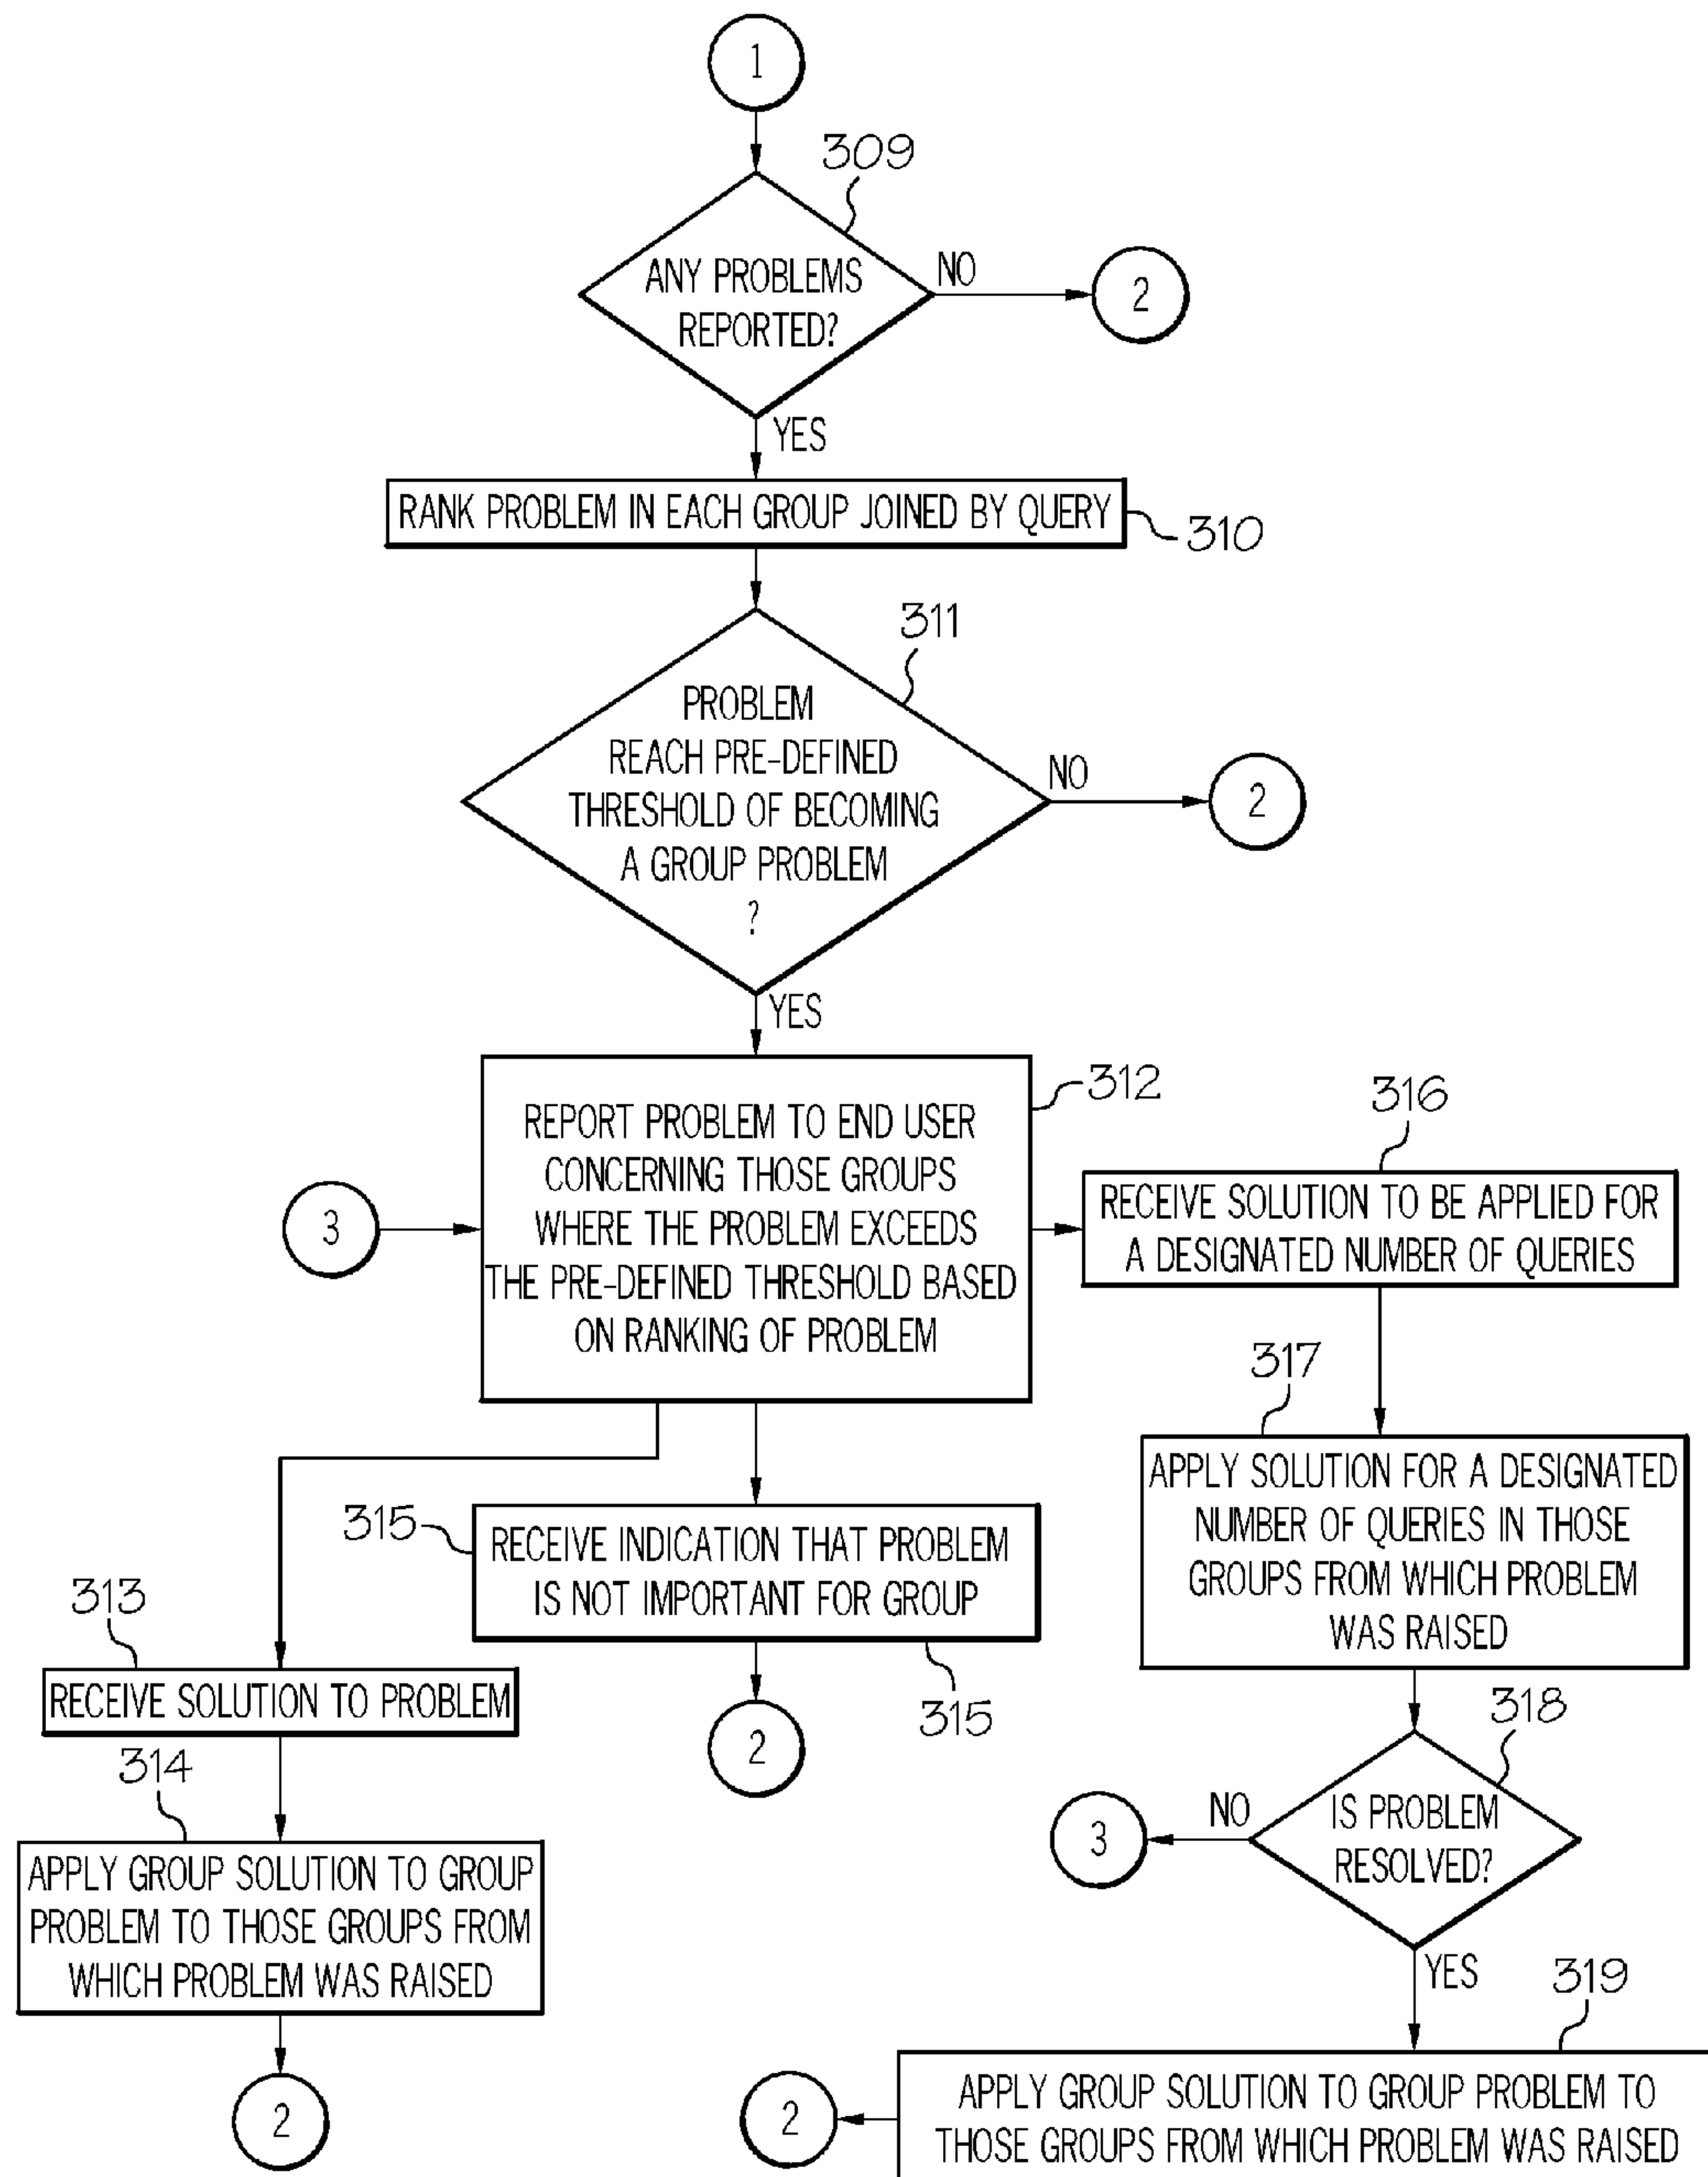 1
309
ANY PROBLEMS
REPORTED?
NO
2
YES
RANK PROBLEM IN EACH GROUP JOINED BY QUERY
310
311
PROBLEM
REACH PRE-DEFINED
THRESHOLD OF BECOMING
A GROUP PROBLEM
?
NO
2
YES
312
REPORT PROBLEM TO END USER
CONCERNING THOSE GROUPS
WHERE THE PROBLEM EXCEEDS
THE PRE-DEFINED THRESHOLD BASED
ON RANKING OF PROBLEM
3
316
RECEIVE SOLUTION TO BE APPLIED FOR
A DESIGNATED NUMBER OF QUERIES
317
APPLY SOLUTION FOR A DESIGNATED
NUMBER OF QUERIES IN THOSE
GROUPS FROM WHICH PROBLEM
WAS RAISED
315
RECEIVE INDICATION THAT PROBLEM
IS NOT IMPORTANT FOR GROUP
315
2
313
RECEIVE SOLUTION TO PROBLEM
314
APPLY GROUP SOLUTION TO GROUP
PROBLEM TO THOSE GROUPS FROM
WHICH PROBLEM WAS RAISED
2
318
IS PROBLEM
RESOLVED?
NO
3
YES
319
APPLY GROUP SOLUTION TO GROUP PROBLEM TO
THOSE GROUPS FROM WHICH PROBLEM WAS RAISED
2